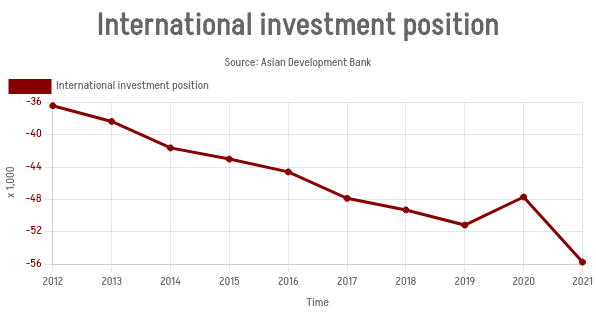 International investment position
Source: Asian Development Bank
International investment position
-36
-40
-44
-48
-52
-56
x 1,000
2012 2013 2014 2015 2016 2017 2018 2019 2020 2021
Time